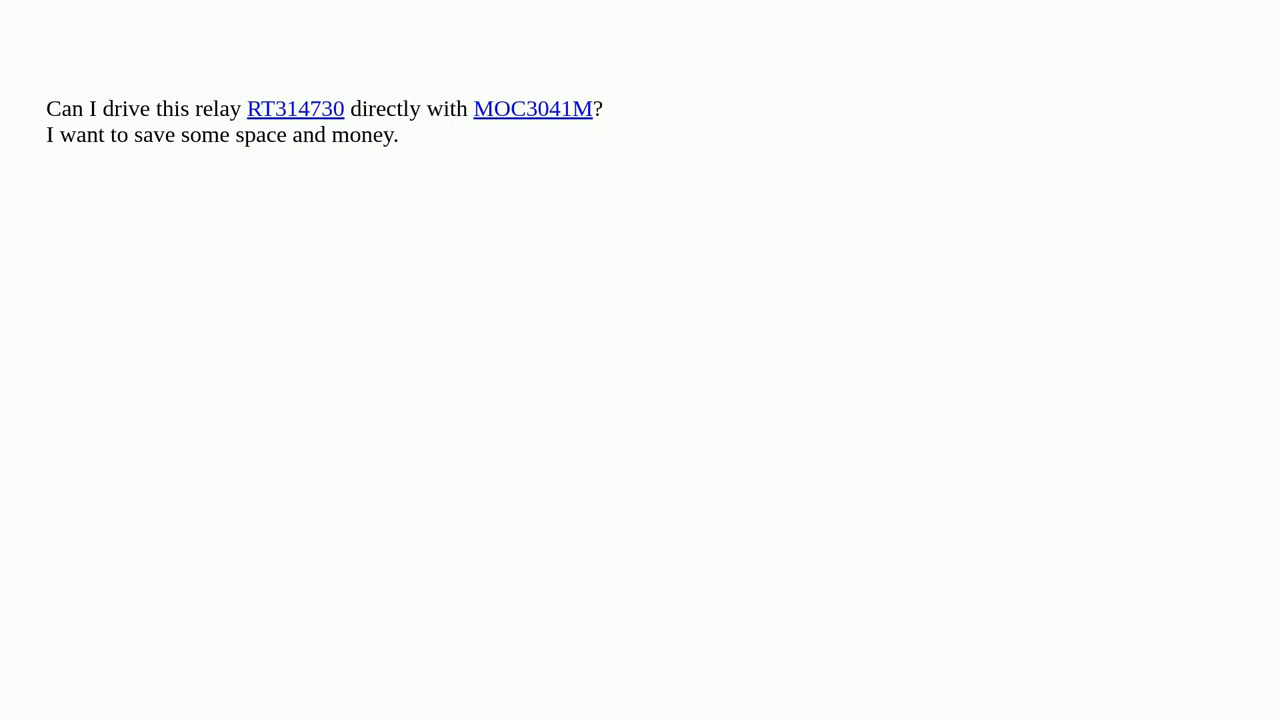 Can I drive this relay RT314730 directly with MOC3041M?
I want to save some space and money.